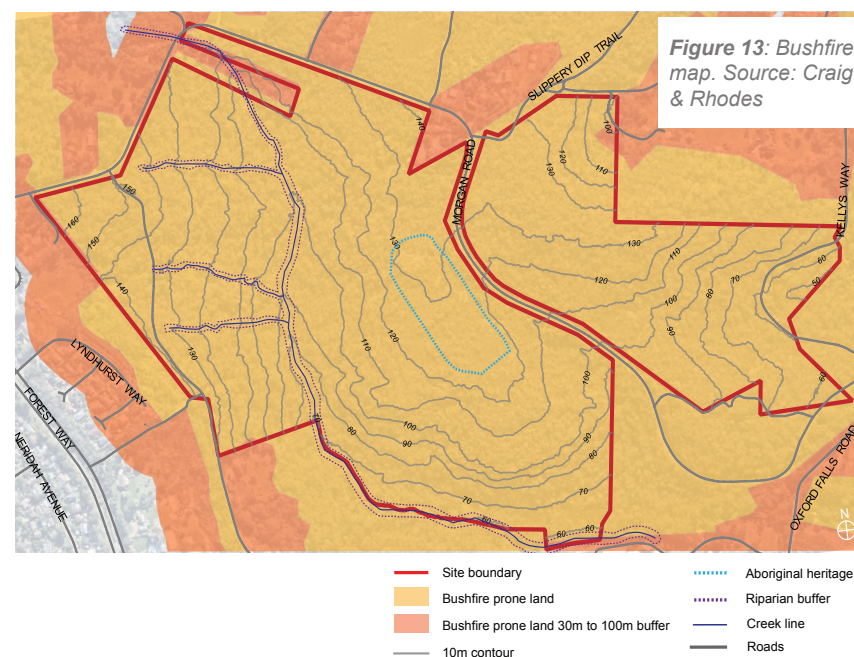 Figure 13: Bushfire
map. Source: Craig
& Rhodes
SLIPPERY DIP TRAIL
MORGAN ROAD
KELLYS WAY
LYNDHURST WAY
FOREST WAY
NERIDAH AVENUE
OXFORD FALLS ROAD
N
140
100
120
110
130
150
160
150
140
130
130
120
110
100
90
80
70
70
60
60
60
100
90
80
70
130
120
110
100
90
80
70
60
60
60
Site boundary
Bushfire prone land
Bushfire prone land 30m to 100m buffer
10m contour
Aboriginal heritage
Riparian buffer
Creek line
Roads